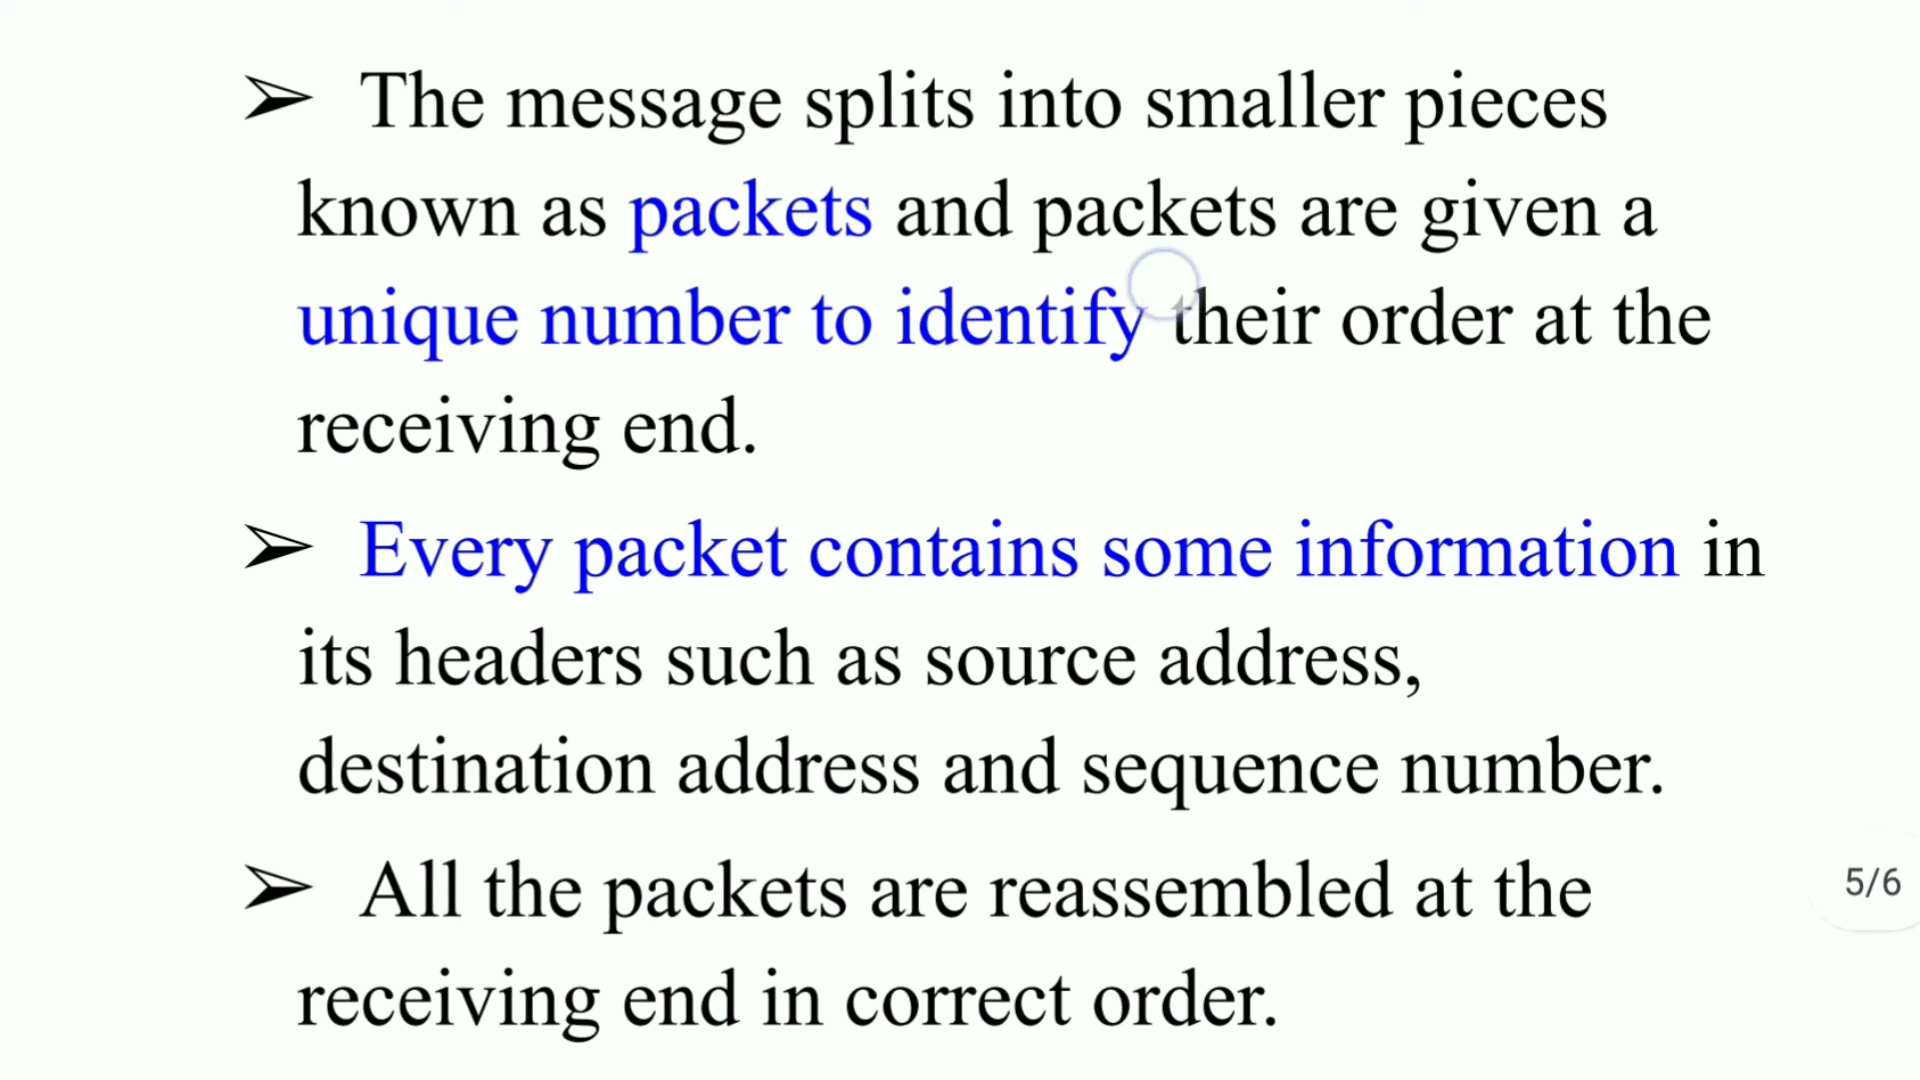 ➢ The message splits into smaller pieces
known as packets and packets are given a
unique number to identify their order at the
receiving end.
➢ Every packet contains some information in
its headers such as source address,
destination address and sequence number.
➢ All the packets are reassembled at the
receiving end in correct order.
5/6